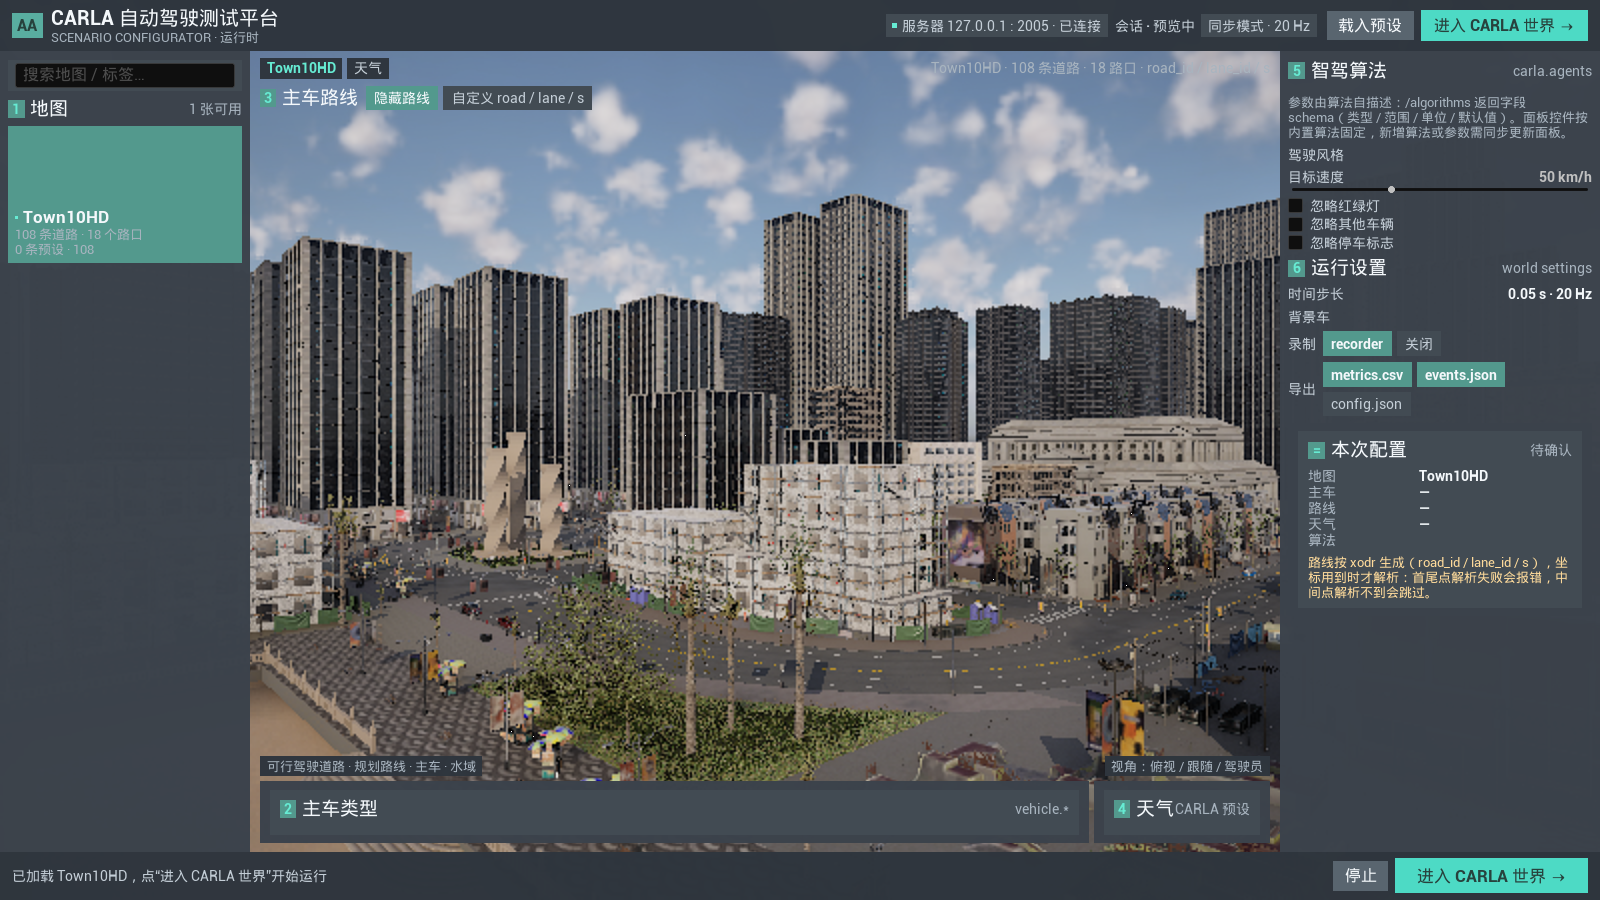 AA
CARLA 自动驾驶测试平台
SCENARIO CONFIGURATOR · 运行时
服务器 127.0.0.1 : 2005 · 已连接
会话 · 预览中
同步模式 · 20 Hz
载入预设
进入 CARLA 世界 →
搜索地图 / 标签...
1 地图
1 张可用
· Town10HD
108 条道路 · 18 个路口
0 条预设 · 108
Town10HD
天气
Town10HD · 108 条道路 · 18 路口 · road_
3 主车路线
隐藏路线
自定义 road / lane / s
可行驾驶道路 · 规划路线 · 主车 · 水域
视角：俯视 / 跟随 / 驾驶员
2 主车类型
vehicle.*
4 天气
CARLA 预设
5 智驾算法
carla.agents
参数由算法自描述：/algorithms 返回字段
schema（类型 / 范围 / 单位 / 默认值）。面板控件按
内置算法固定，新增算法或参数需同步更新面板。
驾驶风格
目标速度
50 km/h
忽略红绿灯
忽略其他车辆
忽略停车标志
6 运行设置
world settings
时间步长
0.05 s · 20 Hz
背景车
录制
recorder
关闭
导出
metrics.csv
events.json
config.json
= 本次配置
待确认
地图
Town10HD
主车
—
路线
—
天气
—
算法
路线按 xodr 生成（road_id / lane_id / s），坐
标用到时才解析：首尾点解析失败会报错，中
间点解析不到会跳过。
已加载 Town10HD，点“进入 CARLA 世界”开始运行
停止
进入 CARLA 世界 →